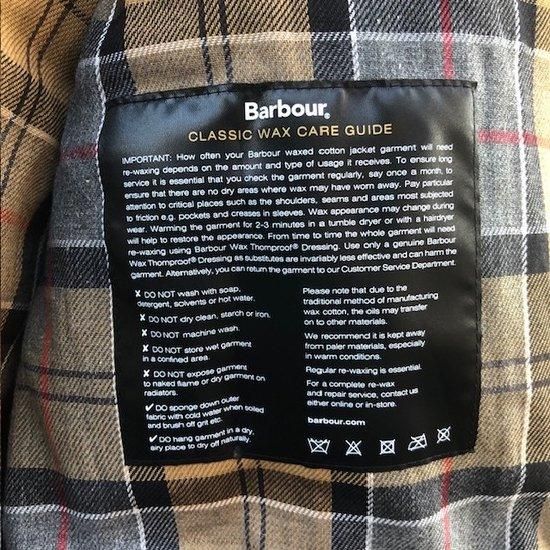 Barbour®
CLASSIC WAX CARE GUIDE
IMPORTANT: How often your Barbour waxed cotton jacket garment will need
re-waxing depends on the amount and type of usage it receives. To ensure long
service it is essential that you check the garment regularly, say once a month, to
ensure that there are no dry areas where wax may have worn away. Pay particular
attention to critical places such as the shoulders, seams and areas most subjected
to friction e.g. pockets and creases in sleeves. Wax appearance may change during
wear. Warming the garment for 2-3 minutes in a tumble dryer or with a hairdryer
will help to restore the appearance. From time to time the whole garment will need
re-waxing using Barbour Wax Thornproof® Dressing. Use only a genuine Barbour
Wax Thornproof® Dressing as substitutes are invariably less effective and can harm the
garment. Alternatively, you can return the garment to our Customer Service Department.
✘ DO NOT wash with soap,
detergent, solvents or hot water.
✘ DO NOT dry clean, starch or iron.
✘ DO NOT machine wash.
✘ DO NOT store wet garment
in a confined area.
✘ DO NOT expose garment
to naked flame or dry garment on
radiators.
✔ DO sponge down outer
fabric with cold water when soiled
and brush off grit etc.
✔ DO hang garment in a dry,
airy place to dry off naturally.
Please note that due to the
traditional method of manufacturing
wax cotton, the oils may transfer
on to other materials.
We recommend it is kept away
from paler materials, especially
in warm conditions.
Regular re-waxing is essential.
For a complete re-wax
and repair service, contact us
either online or in-store.
barbour.com